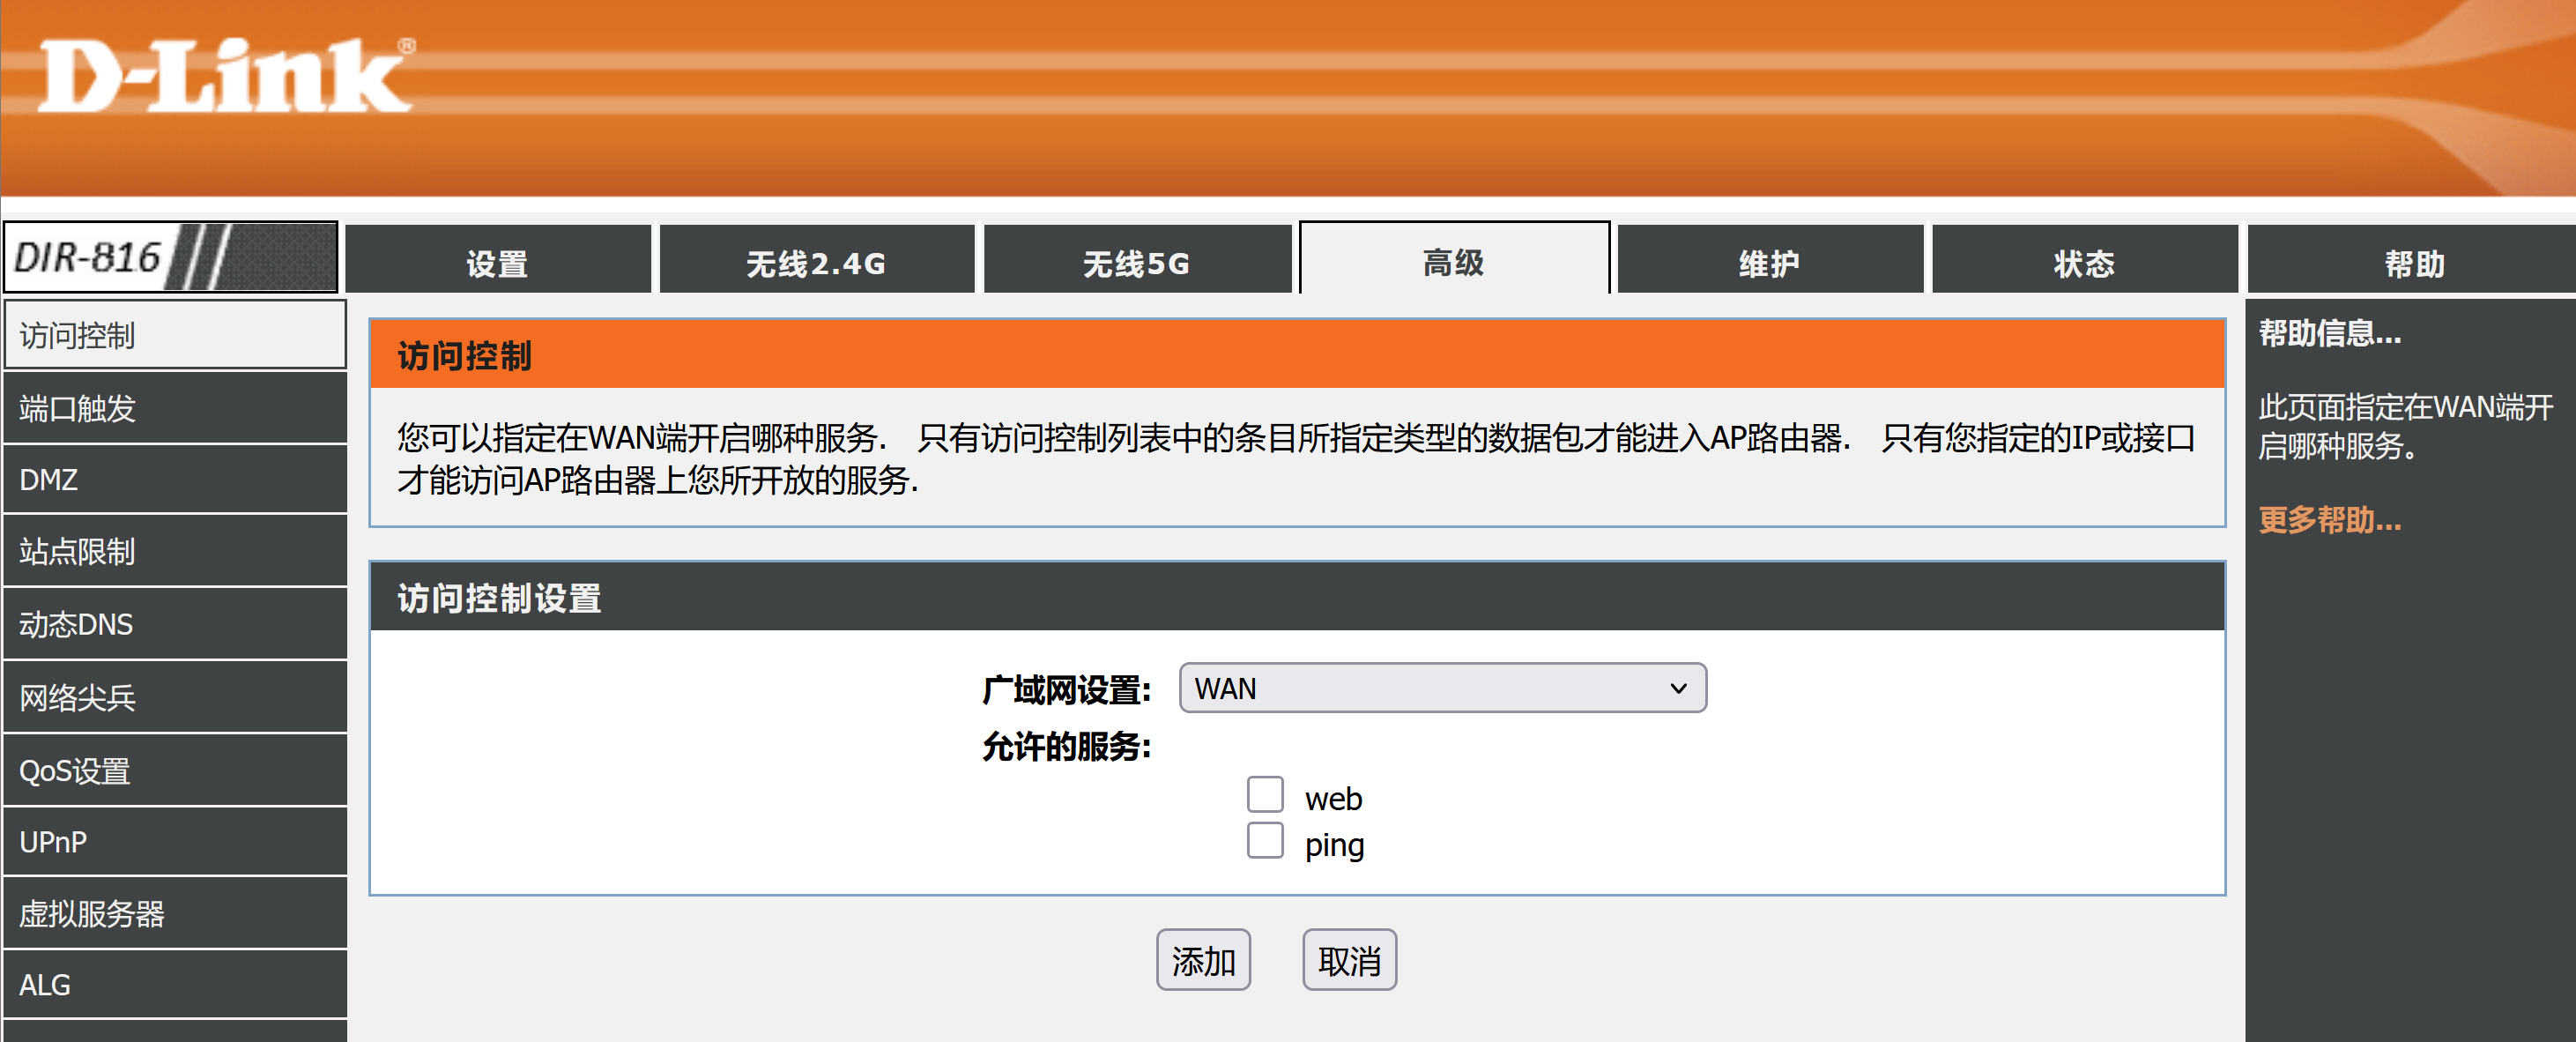 D-Link®
DIR-816
设置
无线2.4G
无线5G
高级
维护
状态
帮助
访问控制
端口触发
DMZ
站点限制
动态DNS
网络尖兵
QoS设置
UPnP
虚拟服务器
ALG
访问控制
您可以指定在WAN端开启哪种服务. 只有访问控制列表中的条目所指定类型的数据包才能进入AP路由器. 只有您指定的IP或接口
才能访问AP路由器上您所开放的服务.
访问控制设置
广域网设置: WAN
允许的服务:
web
ping
添加 取消
帮助信息...
此页面指定在WAN端开
启哪种服务。
更多帮助...